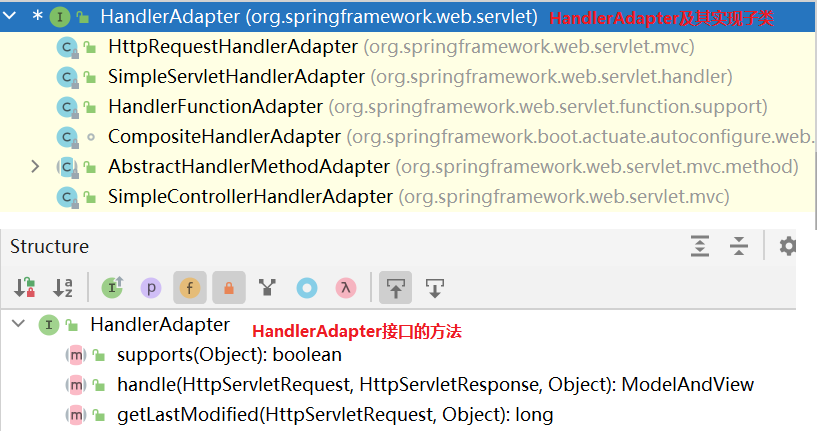 * I HandlerAdapter (org.springframework.web.servlet) HandlerAdapter及其实现子类
C HttpRequestHandlerAdapter (org.springframework.web.servlet.mvc)
C SimpleServletHandlerAdapter (org.springframework.web.servlet.handler)
C HandlerFunctionAdapter (org.springframework.web.servlet.function.support)
C CompositeHandlerAdapter (org.springframework.boot.actuate.autoconfigure.web.
C AbstractHandlerMethodAdapter (org.springframework.web.servlet.mvc.method)
C SimpleControllerHandlerAdapter (org.springframework.web.servlet.mvc)
Structure
a z I p f λ
I HandlerAdapter HandlerAdapter接口的方法
m supports(Object): boolean
m handle(HttpServletRequest, HttpServletResponse, Object): ModelAndView
m getLastModified(HttpServletRequest, Object): long